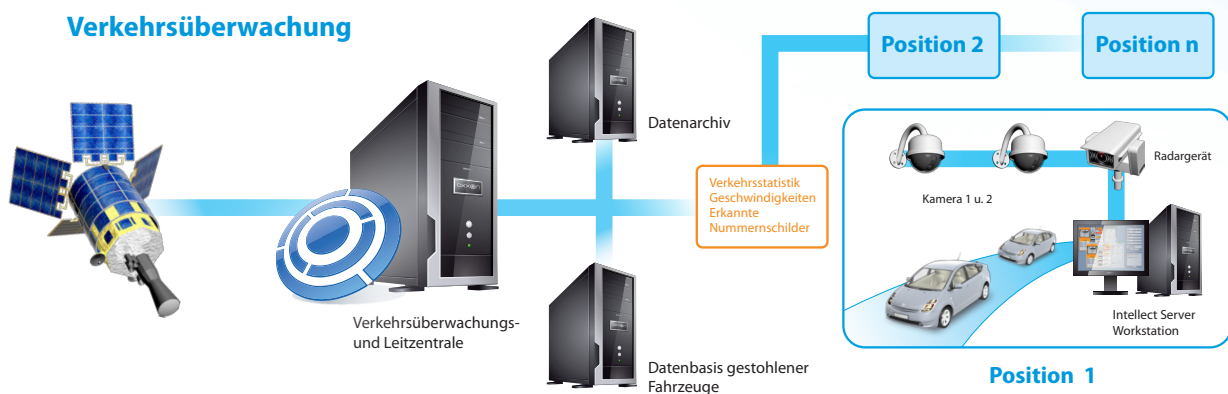 Verkehrsüberwachung
Position 2
Position n
Datenarchiv
Radargerät
Kamera 1 u. 2
Verkehrsstatistik
Geschwindigkeiten
Erkannte
Nummernschilder
axxon
Verkehrsüberwachungs-
und Leitzentrale
Intellect Server
Workstation
Datenbasis gestohlener
Fahrzeuge
Position 1